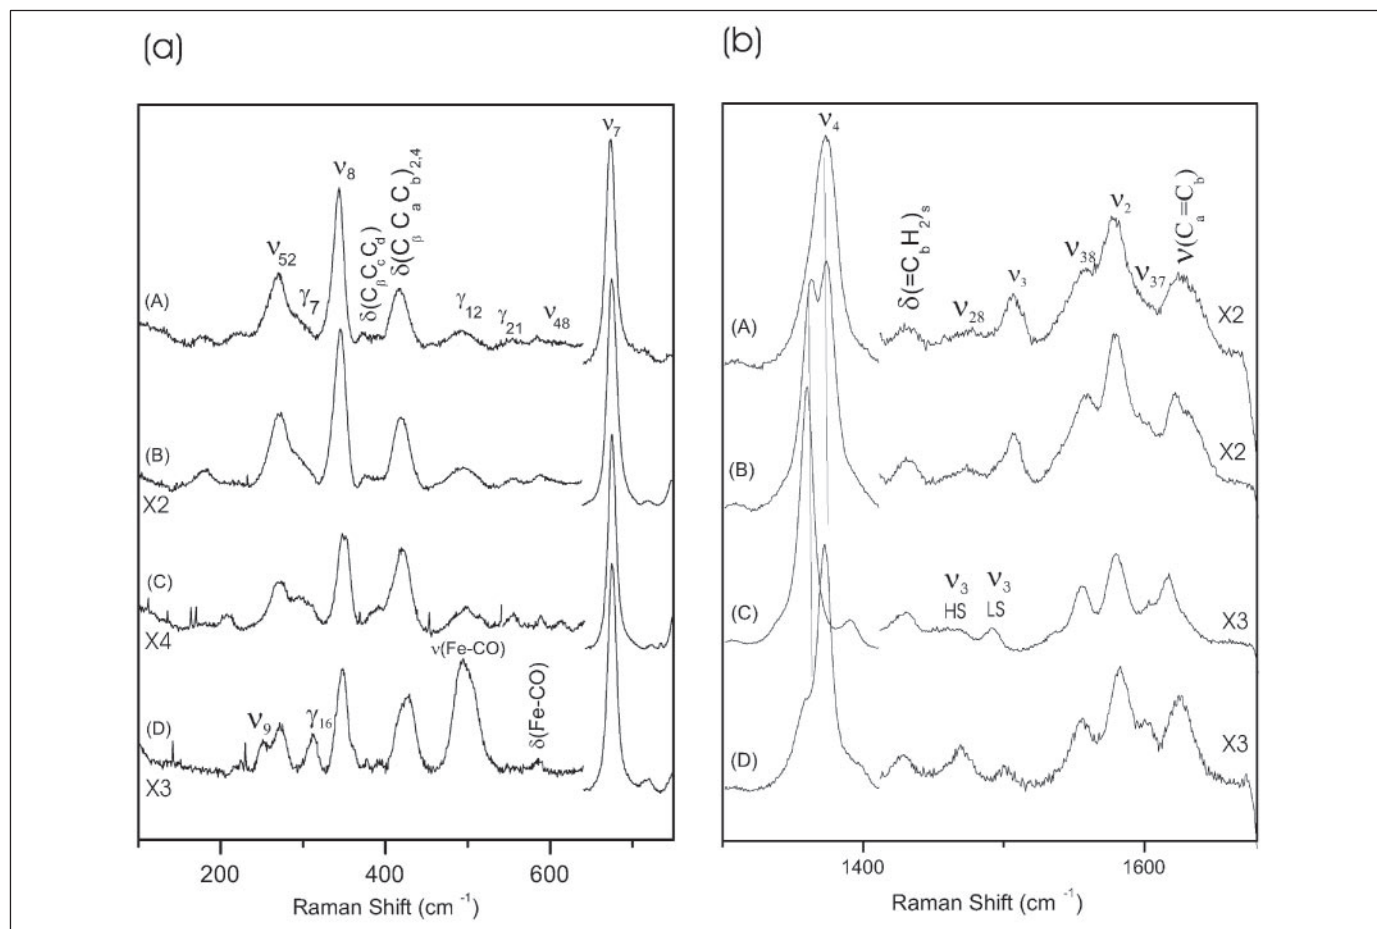 (a)
ν7
ν8
δ(CβCcCd)
δ(CβCaCb)2,4
ν52
γ7
γ12
γ21
ν48
(A)
(B)
X2
(C)
X4
ν(Fe-CO)
ν9
γ16
δ(Fe-CO)
(D)
X3
200
400
600
Raman Shift (cm -1)
(b)
ν4
δ(=CbH2)s
ν28
ν3
ν38
ν2
ν37
ν(Ca=Cb)
(A)
X2
(B)
X2
ν3
HS
ν3
LS
(C)
X3
(D)
X3
1400
1600
Raman Shift (cm -1)